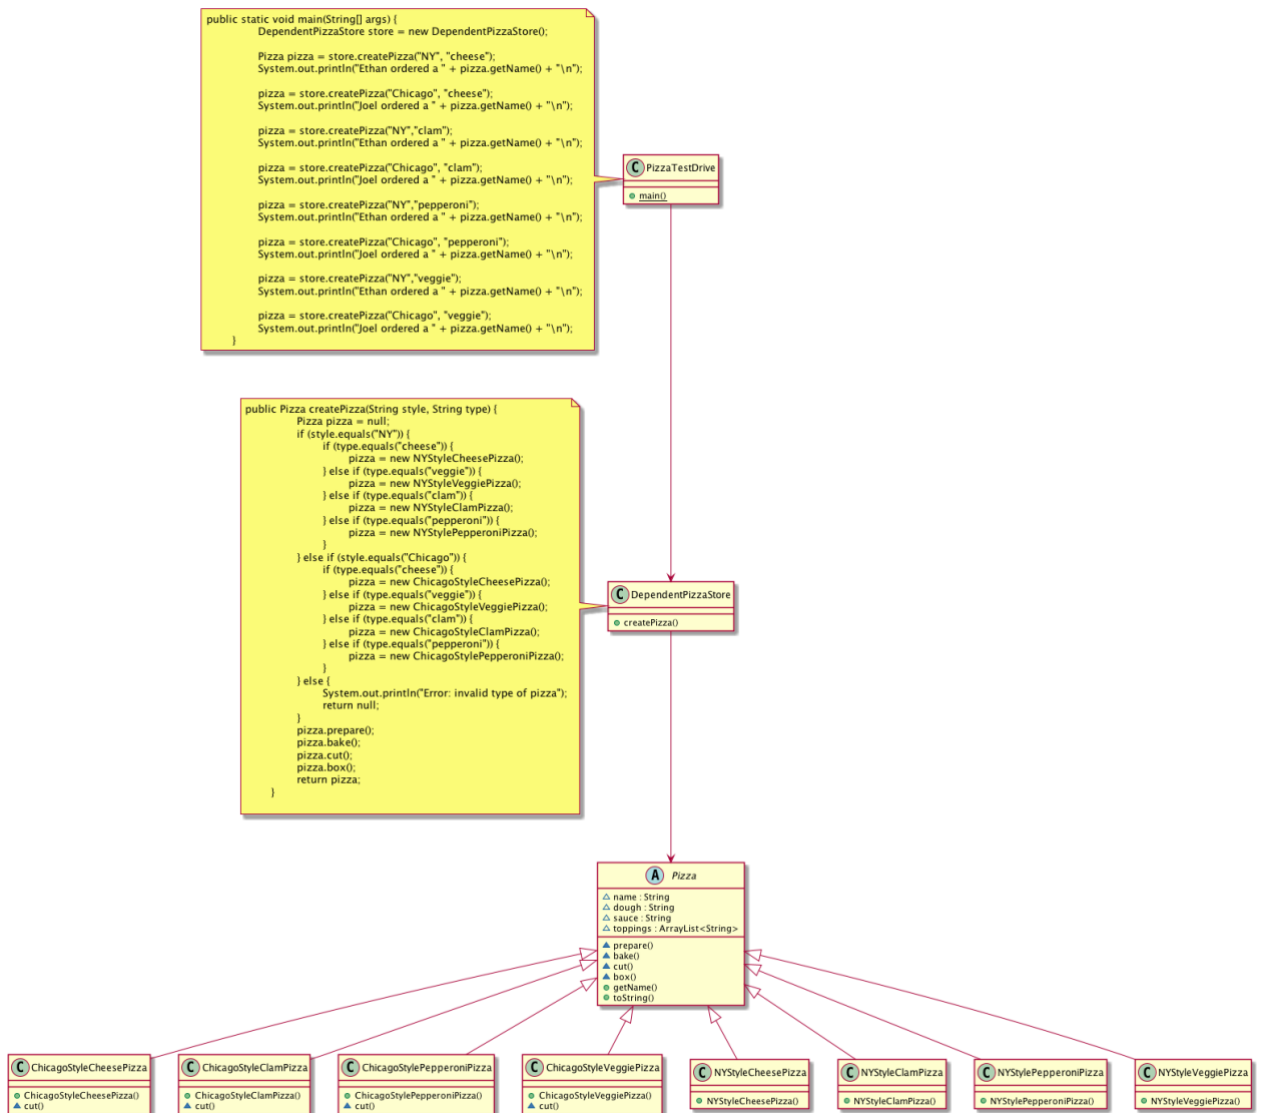 public static void main(String[] args) {
DependentPizzaStore store = new DependentPizzaStore();
Pizza pizza = store.createPizza("NY", "cheese");
System.out.println("Ethan ordered a " + pizza.getName() + "\n");
pizza = store.createPizza("Chicago", "cheese");
System.out.println("Joel ordered a " + pizza.getName() + "\n");
pizza = store.createPizza("NY","clam");
System.out.println("Ethan ordered a " + pizza.getName() + "\n");
pizza = store.createPizza("Chicago", "clam");
System.out.println("Joel ordered a " + pizza.getName() + "\n");
pizza = store.createPizza("NY","pepperoni");
System.out.println("Ethan ordered a " + pizza.getName() + "\n");
pizza = store.createPizza("Chicago", "pepperoni");
System.out.println("Joel ordered a " + pizza.getName() + "\n");
pizza = store.createPizza("NY","veggie");
System.out.println("Ethan ordered a " + pizza.getName() + "\n");
pizza = store.createPizza("Chicago", "veggie");
System.out.println("Joel ordered a " + pizza.getName() + "\n");
}
C PizzaTestDrive
main()
public Pizza createPizza(String style, String type) {
Pizza pizza = null;
if (style.equals("NY")) {
if (type.equals("cheese")) {
pizza = new NYStyleCheesePizza();
} else if (type.equals("veggie")) {
pizza = new NYStyleVeggiePizza();
} else if (type.equals("clam")) {
pizza = new NYStyleClamPizza();
} else if (type.equals("pepperoni")) {
pizza = new NYStylePepperoniPizza();
}
} else if (style.equals("Chicago")) {
if (type.equals("cheese")) {
pizza = new ChicagoStyleCheesePizza();
} else if (type.equals("veggie")) {
pizza = new ChicagoStyleVeggiePizza();
} else if (type.equals("clam")) {
pizza = new ChicagoStyleClamPizza();
} else if (type.equals("pepperoni")) {
pizza = new ChicagoStylePepperoniPizza();
}
} else {
System.out.println("Error: invalid type of pizza");
return null;
}
pizza.prepare();
pizza.bake();
pizza.cut();
pizza.box();
return pizza;
}
C DependentPizzaStore
createPizza()
A Pizza
name : String
dough : String
sauce : String
toppings : ArrayList<String>
prepare()
bake()
cut()
box()
getName()
toString()
C ChicagoStyleCheesePizza
ChicagoStyleCheesePizza()
cut()
C ChicagoStyleClamPizza
ChicagoStyleClamPizza()
cut()
C ChicagoStylePepperoniPizza
ChicagoStylePepperoniPizza()
cut()
C ChicagoStyleVeggiePizza
ChicagoStyleVeggiePizza()
cut()
C NYStyleCheesePizza
NYStyleCheesePizza()
C NYStyleClamPizza
NYStyleClamPizza()
C NYStylePepperoniPizza
NYStylePepperoniPizza()
C NYStyleVeggiePizza
NYStyleVeggiePizza()